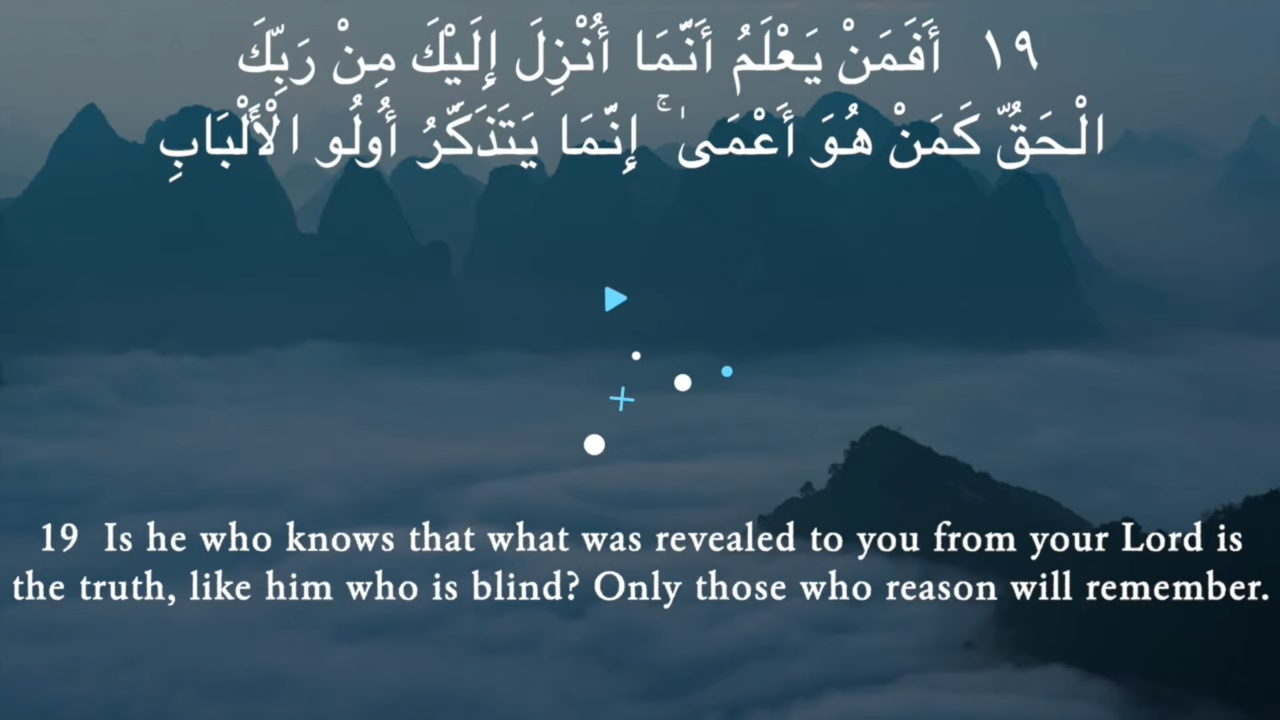 ١٩ أَفَمَنْ يَعْلَمُ أَنَّمَا أُنْزِلَ إِلَيْكَ مِنْ رَبِّكَ
الْحَقُّ كَمَنْ هُوَ أَعْمَىٰ ۚ إِنَّمَا يَتَذَكَّرُ أُولُو الْأَلْبَابِ
19 Is he who knows that what was revealed to you from your Lord is
the truth, like him who is blind? Only those who reason will remember.